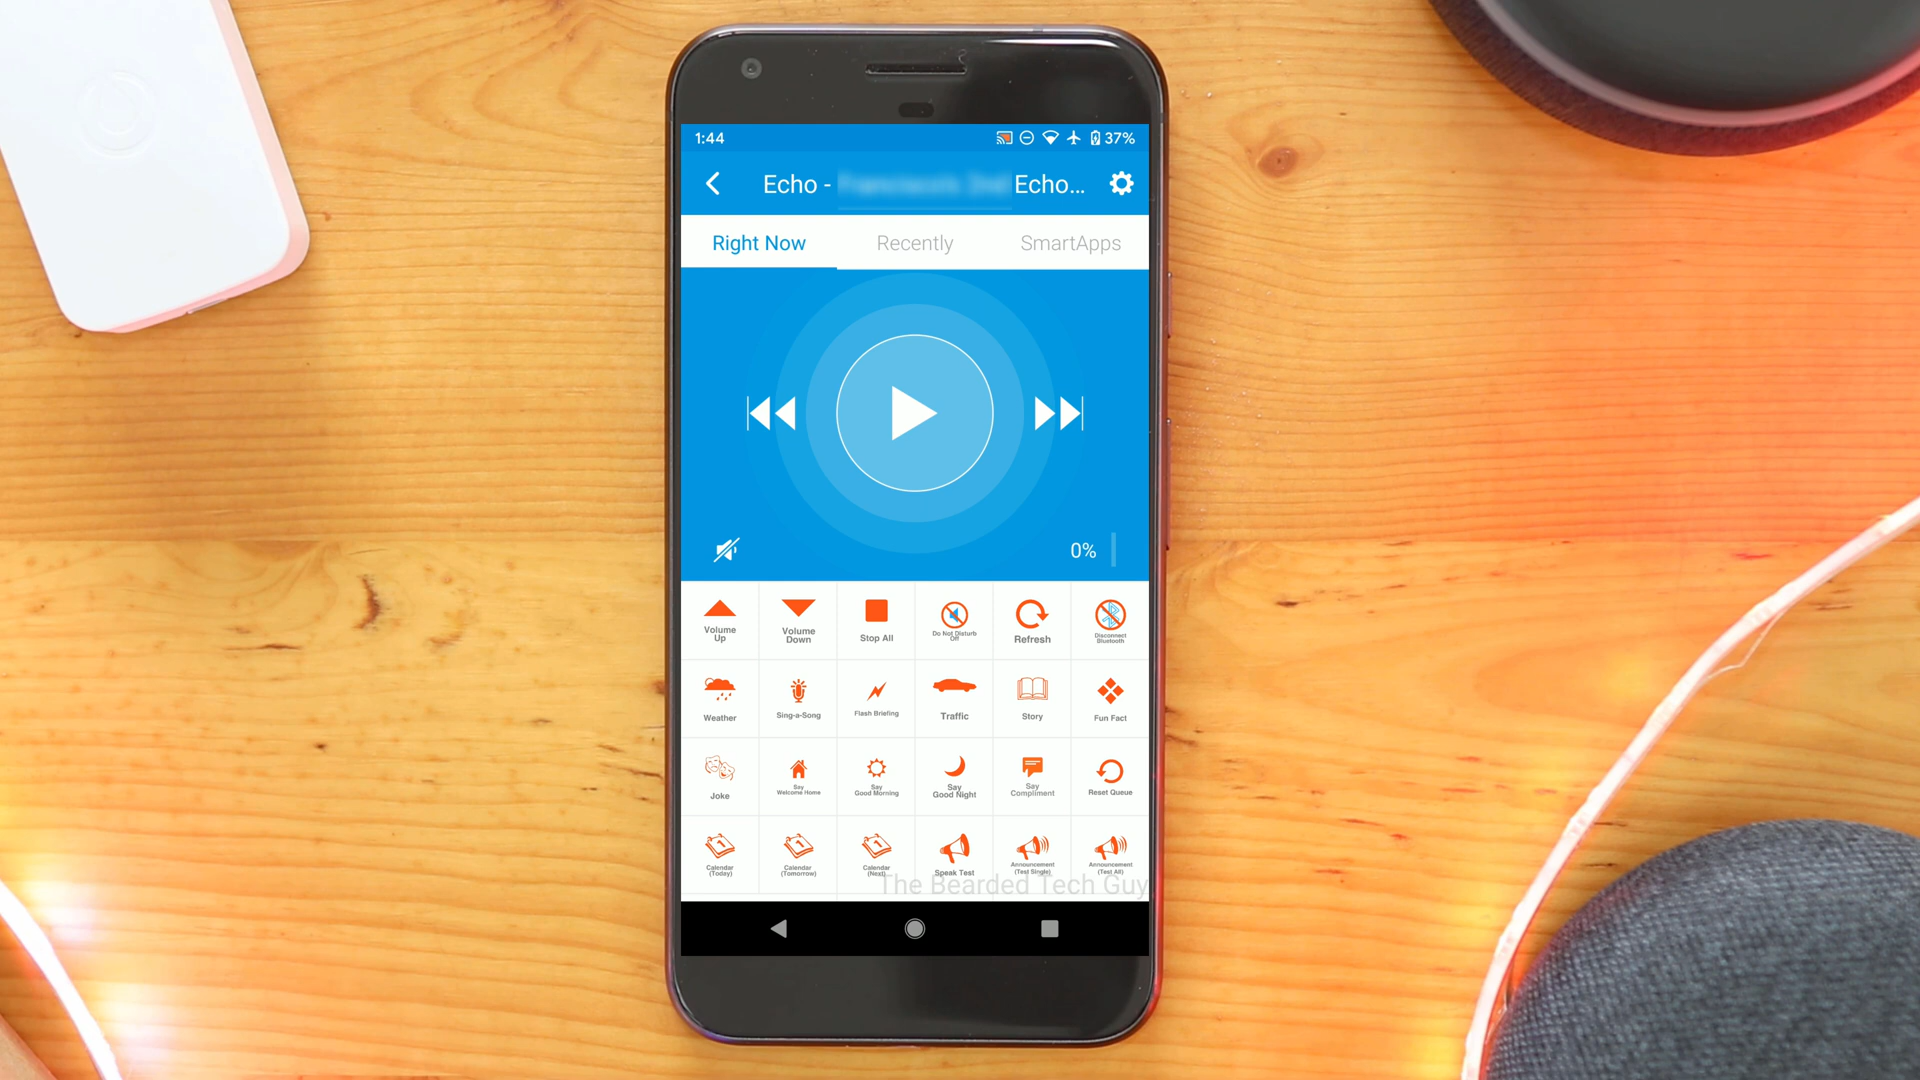 1:44 37%
Echo - Echo...
Right Now Recently SmartApps
0%
Volume Up Volume Down Stop All Do Not Disturb Off Refresh Disconnect Bluetooth
Weather Sing-a-Song Flash Briefing Traffic Story Fun Fact
Joke Say Welcome Home Say Good Morning Say Good Night Say Compliment Reset Queue
Calendar (Today) Calendar (Tomorrow) Calendar (Next) Speak Test Announcement (Test Single) Announcement (Test All)
The Bearded Tech Guy